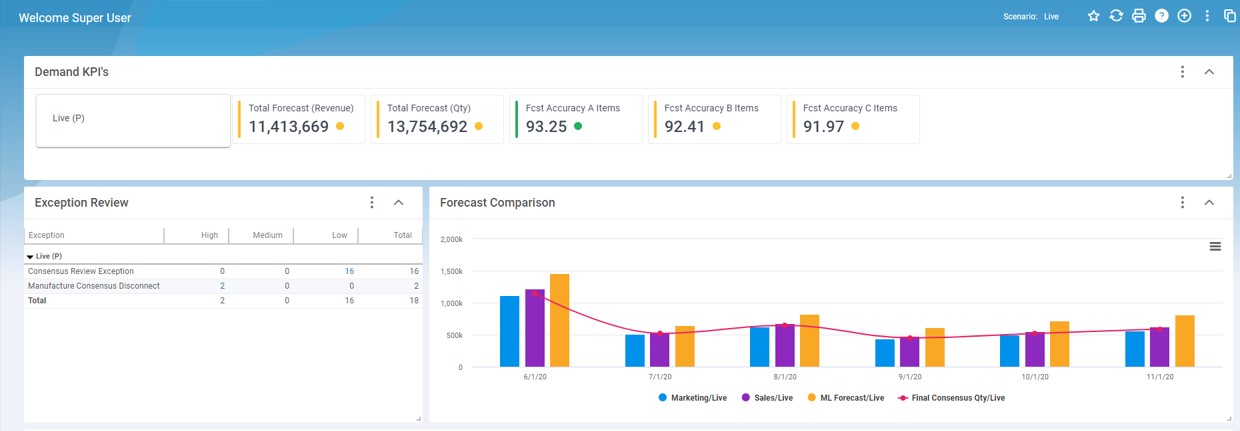 Welcome Super User
Scenario: Live
Demand KPI's
Live (P)
Total Forecast (Revenue)
11,413,669
Total Forecast (Qty)
13,754,692
Fcst Accuracy A Items
93.25
Fcst Accuracy B Items
92.41
Fcst Accuracy C Items
91.97
Exception Review
Exception High Medium Low Total
Live (P)
Consensus Review Exception 0 0 16 16
Manufacture Consensus Disconnect 2 0 0 2
Total 2 0 16 18
Forecast Comparison
2,000k
1,500k
1,000k
500k
0
6/1/20 7/1/20 8/1/20 9/1/20 10/1/20 11/1/20
Marketing/Live Sales/Live ML Forecast/Live Final Consensus Qty/Live